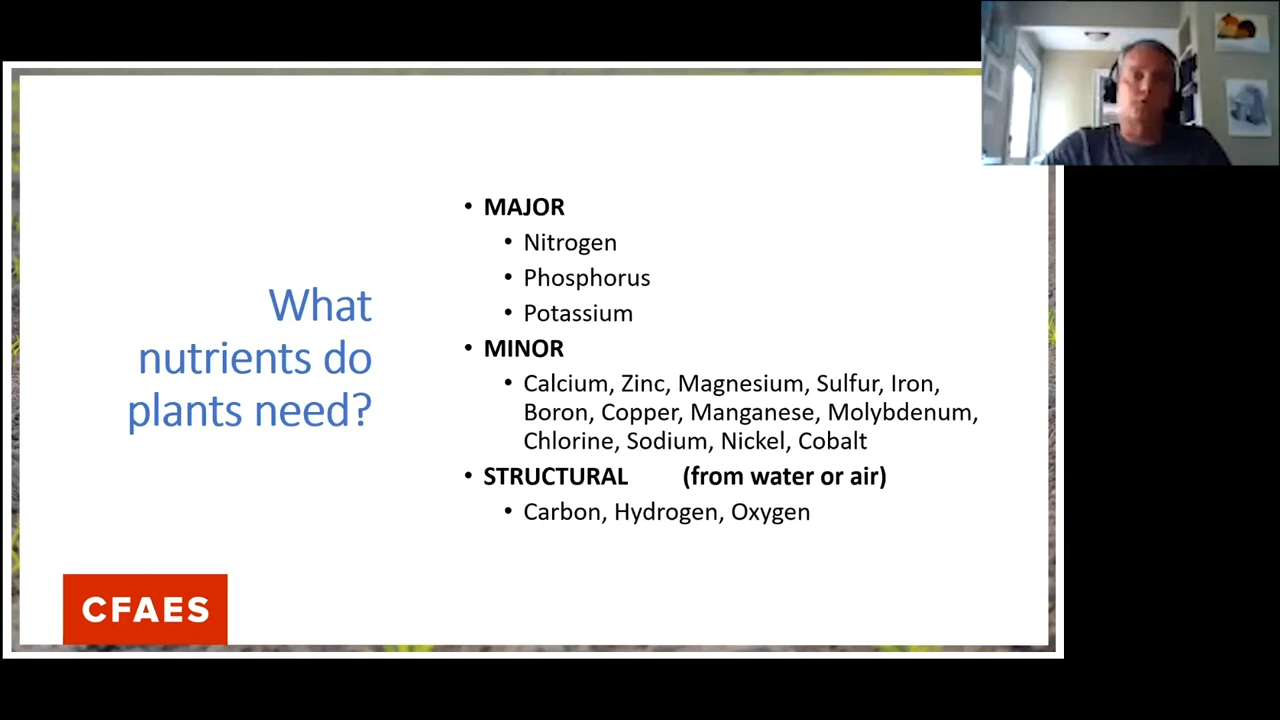 What
nutrients do
plants need?
• MAJOR
• Nitrogen
• Phosphorus
• Potassium
• MINOR
• Calcium, Zinc, Magnesium, Sulfur, Iron,
Boron, Copper, Manganese, Molybdenum,
Chlorine, Sodium, Nickel, Cobalt
• STRUCTURAL (from water or air)
• Carbon, Hydrogen, Oxygen
CFAES